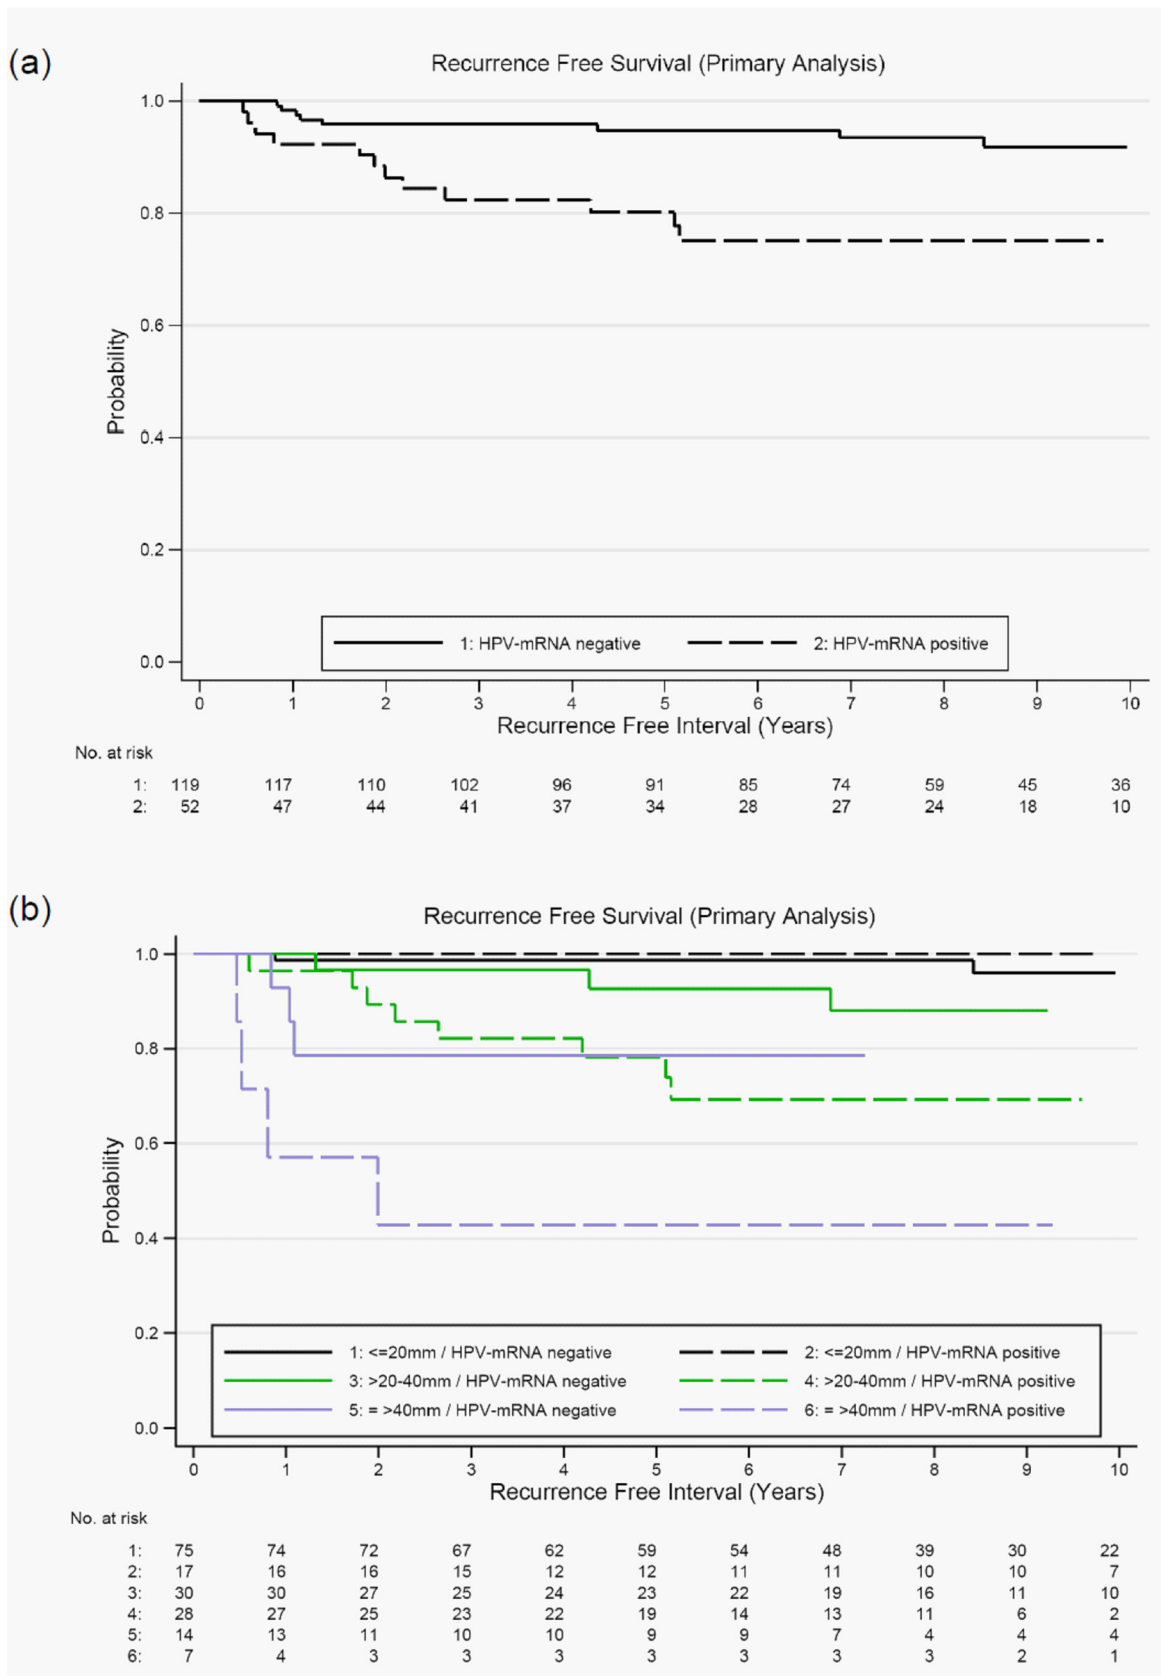 (a)
Recurrence Free Survival (Primary Analysis)
1.0
0.8
0.6
0.4
0.2
0.0
Probability
1: HPV-mRNA negative 2: HPV-mRNA positive
0 1 2 3 4 5 6 7 8 9 10
Recurrence Free Interval (Years)
No. at risk
1: 119 117 110 102 96 91 85 74 59 45 36
2: 52 47 44 41 37 34 28 27 24 18 10
(b)
Recurrence Free Survival (Primary Analysis)
1.0
0.8
0.6
0.4
0.2
0.0
Probability
1: <=20mm / HPV-mRNA negative 2: <=20mm / HPV-mRNA positive
3: >20-40mm / HPV-mRNA negative 4: >20-40mm / HPV-mRNA positive
5: = >40mm / HPV-mRNA negative 6: = >40mm / HPV-mRNA positive
0 1 2 3 4 5 6 7 8 9 10
Recurrence Free Interval (Years)
No. at risk
1: 75 74 72 67 62 59 54 48 39 30 22
2: 17 16 16 15 12 12 11 11 10 10 7
3: 30 30 27 25 24 23 22 19 16 11 10
4: 28 27 25 23 22 19 14 13 11 6 2
5: 14 13 11 10 10 9 9 7 4 4 4
6: 7 4 3 3 3 3 3 3 3 2 1